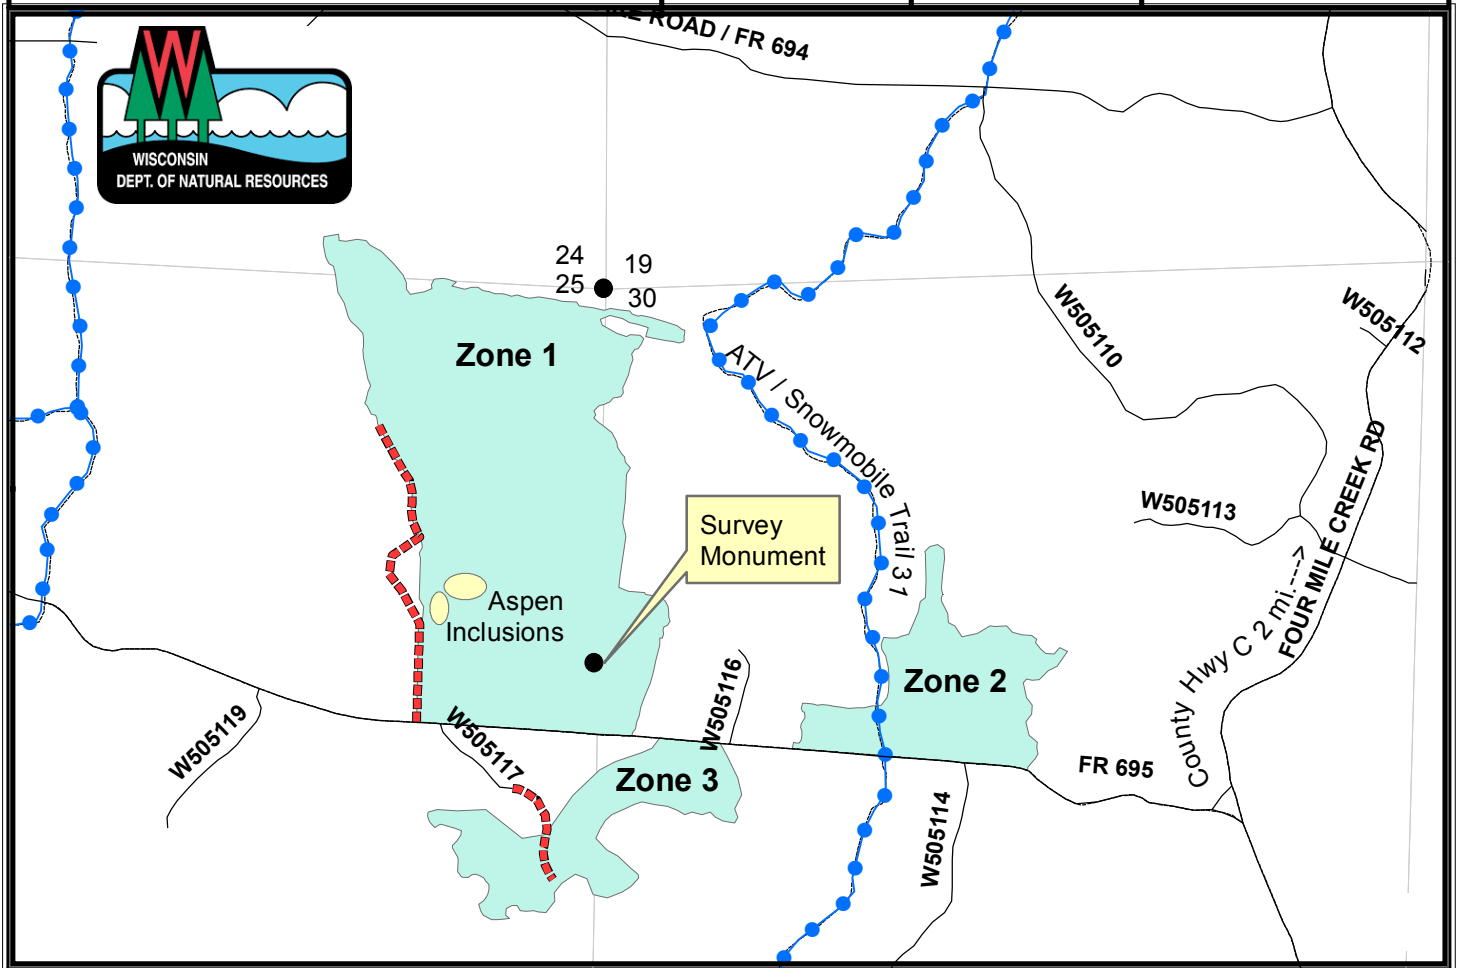 ROAD / FR 694
WISCONSIN
DEPT. OF NATURAL RESOURCES
24
19
25
30
Zone 1
W505110
W505112
ATV / Snowmobile Trail 31
W505113
FOUR MILE CREEK RD
County Hwy C 2 mi.---->
Survey
Monument
Aspen
Inclusions
Zone 2
W505116
W505119
W505117
Zone 3
FR 695
W505114